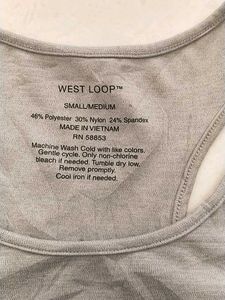 WEST LOOP™
SMALL/MEDIUM
46% Polyester 30% Nylon 24% Spandex
MADE IN VIETNAM
RN 58853
Machine Wash Cold with like colors.
Gentle cycle. Only non-chlorine
bleach if needed. Tumble dry low.
Remove promptly.
Cool iron if needed.